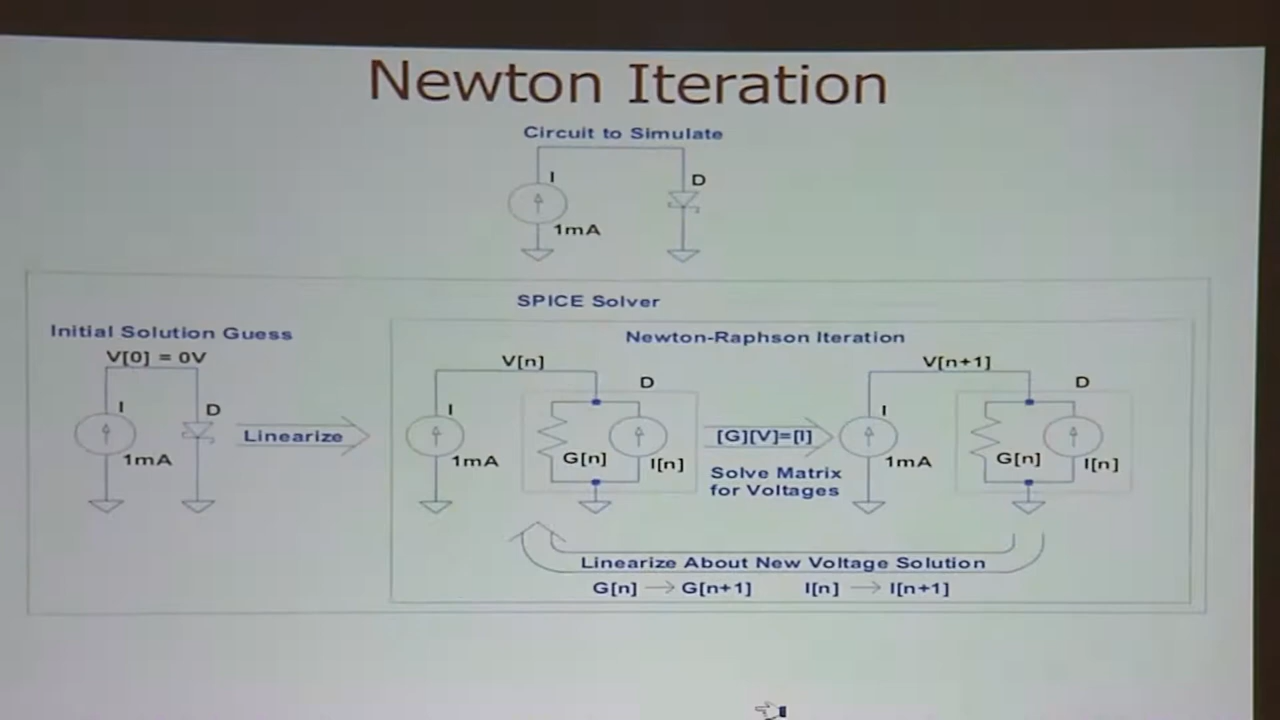 Newton Iteration
Circuit to Simulate
I
D
1mA
SPICE Solver
Initial Solution Guess
V[0] = 0V
I
D
1mA
Linearize
Newton-Raphson Iteration
V[n]
I
D
1mA
G[n]
I[n]
[G][V]=[I]
Solve Matrix
for Voltages
V[n+1]
I
D
1mA
G[n]
I[n]
Linearize About New Voltage Solution
G[n] → G[n+1] I[n] → I[n+1]